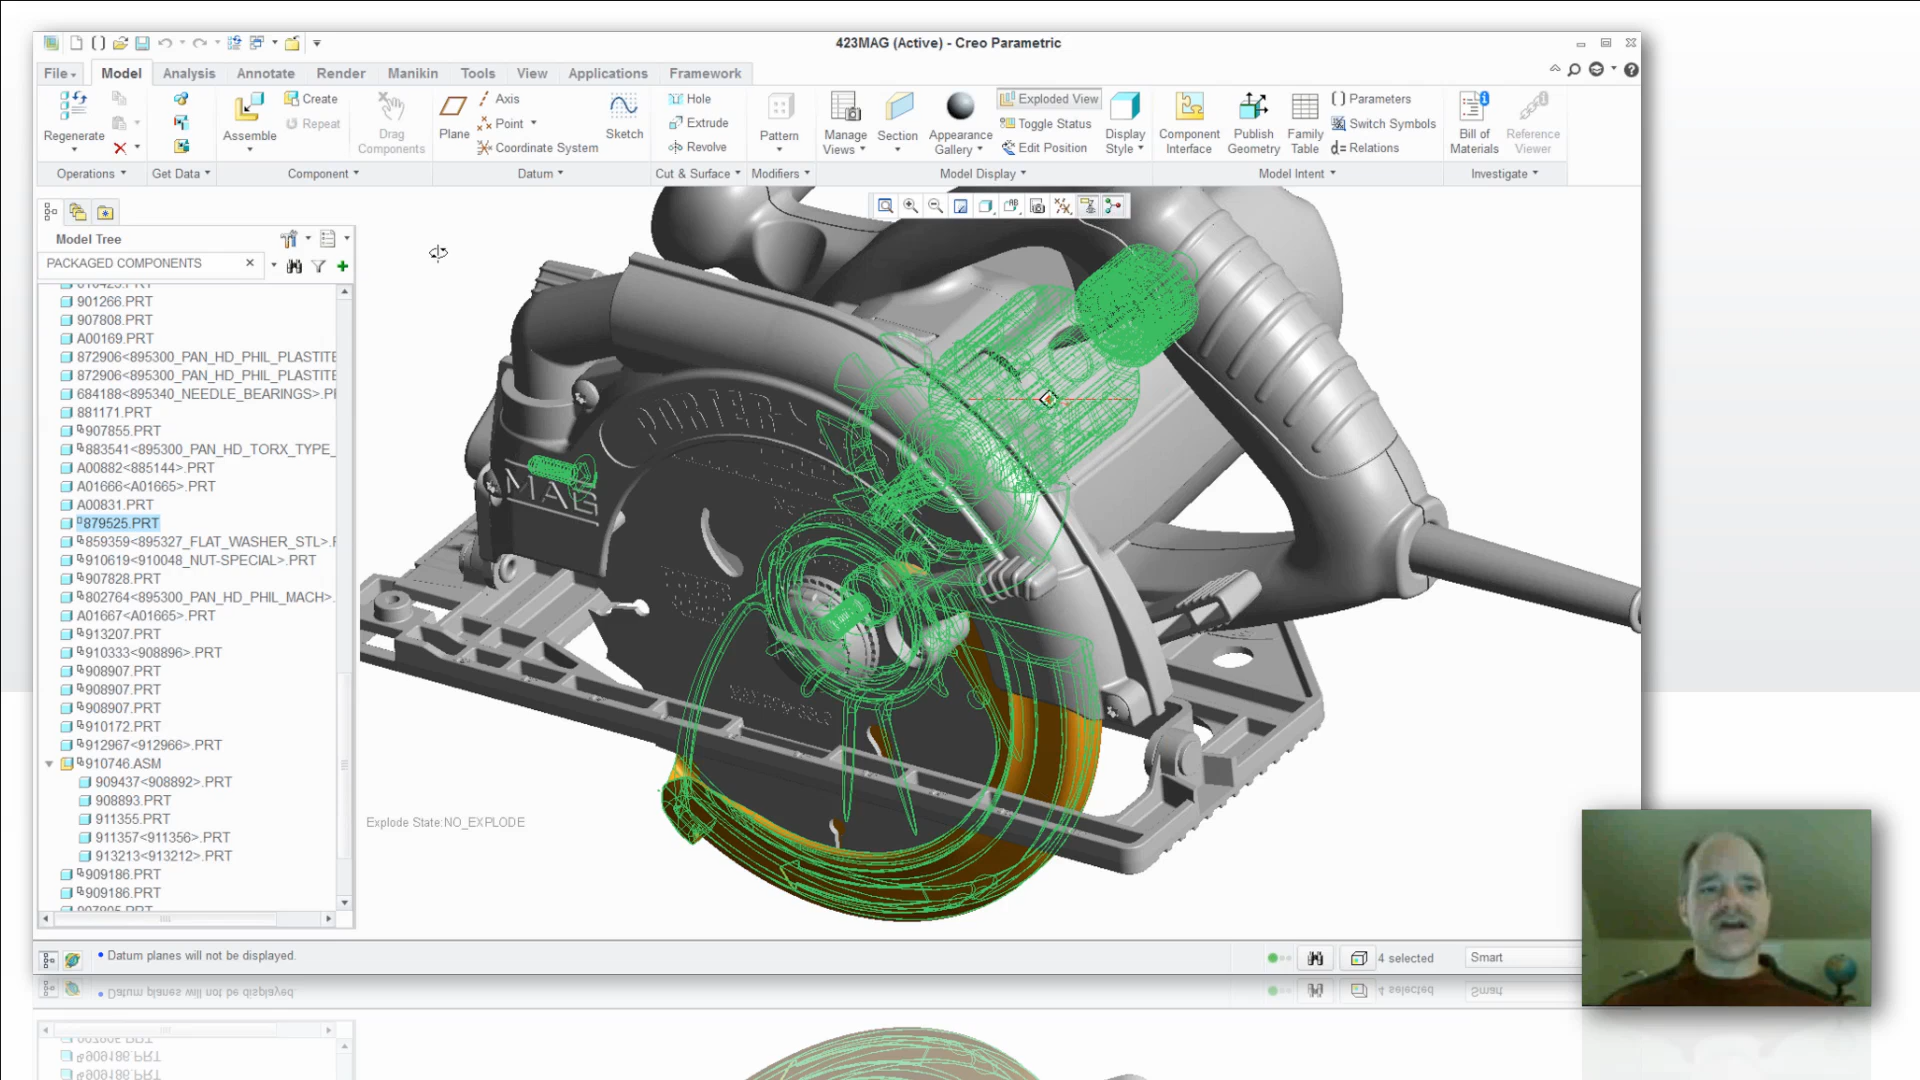 423MAG (Active) - Creo Parametric
File Model Analysis Annotate Render Manikin Tools View Applications Framework
Regenerate
Assemble
Create
Repeat
Drag Components
Plane
Axis
Point
Coordinate System
Sketch
Hole
Extrude
Revolve
Pattern
Manage Views
Section
Appearance Gallery
Exploded View
Toggle Status
Edit Position
Display Style
Component Interface
Publish Geometry
Family Table
Parameters
Switch Symbols
d= Relations
Bill of Materials
Reference Viewer
Operations Get Data Component Datum Cut & Surface Modifiers Model Display Model Intent Investigate
Model Tree
PACKAGED COMPONENTS
901266.PRT
907808.PRT
A00169.PRT
872906<895300_PAN_HD_PHIL_PLASTITE
872906<895300_PAN_HD_PHIL_PLASTITE
684188<895340_NEEDLE_BEARINGS>.PI
881171.PRT
907855.PRT
883541<895300_PAN_HD_TORX_TYPE_
A00882<885144>.PRT
A01666<A01665>.PRT
A00831.PRT
879525.PRT
859359<895327_FLAT_WASHER_STL>.F
910619<910048_NUT-SPECIAL>.PRT
907828.PRT
802764<895300_PAN_HD_PHIL_MACH>.
A01667<A01665>.PRT
913207.PRT
910333<908896>.PRT
908907.PRT
908907.PRT
908907.PRT
910172.PRT
912967<912966>.PRT
910746.ASM
909437<908892>.PRT
908893.PRT
911355.PRT
911357<911356>.PRT
913213<913212>.PRT
909186.PRT
909186.PRT
PORTER
MAG
Explode State:NO_EXPLODE
Datum planes will not be displayed.
4 selected
Smart